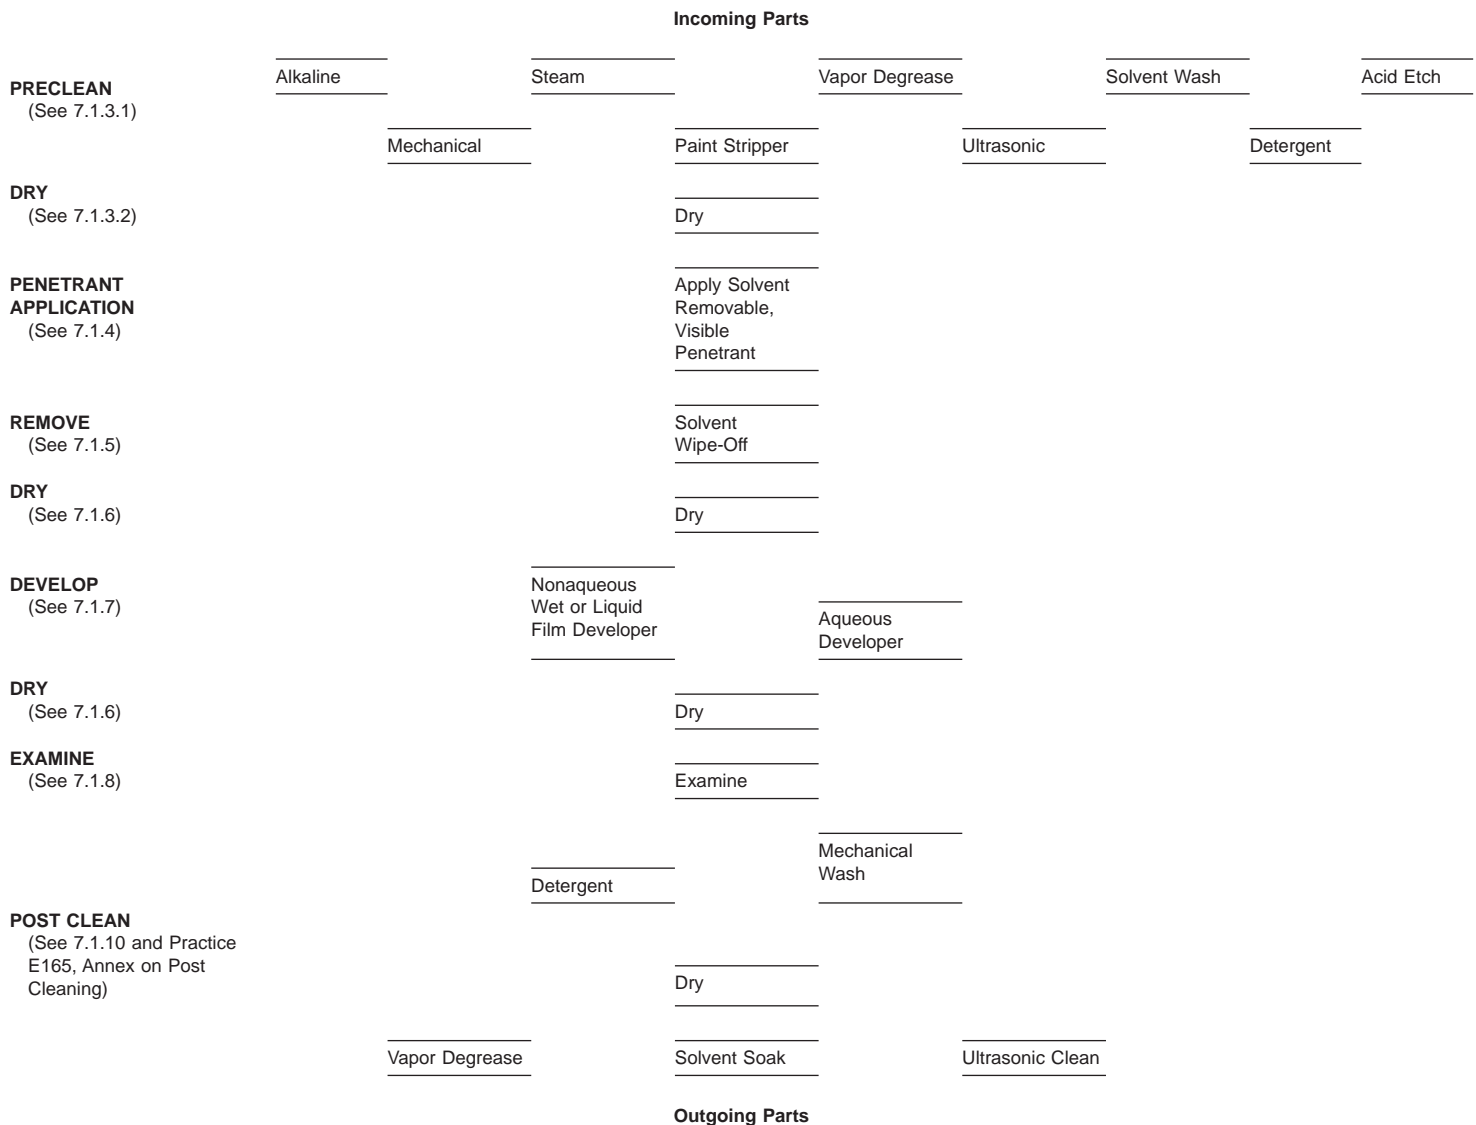 Incoming Parts
Alkaline
Steam
Vapor Degrease
Solvent Wash
Acid Etch
PRECLEAN
(See 7.1.3.1)
Mechanical
Paint Stripper
Ultrasonic
Detergent
DRY
(See 7.1.3.2)
Dry
PENETRANT
APPLICATION
(See 7.1.4)
Apply Solvent
Removable,
Visible
Penetrant
REMOVE
(See 7.1.5)
Solvent
Wipe-Off
DRY
(See 7.1.6)
Dry
DEVELOP
(See 7.1.7)
Nonaqueous
Wet or Liquid
Film Developer
Aqueous
Developer
DRY
(See 7.1.6)
Dry
EXAMINE
(See 7.1.8)
Examine
Mechanical
Wash
Detergent
POST CLEAN
(See 7.1.10 and Practice
E165, Annex on Post
Cleaning)
Dry
Vapor Degrease
Solvent Soak
Ultrasonic Clean
Outgoing Parts